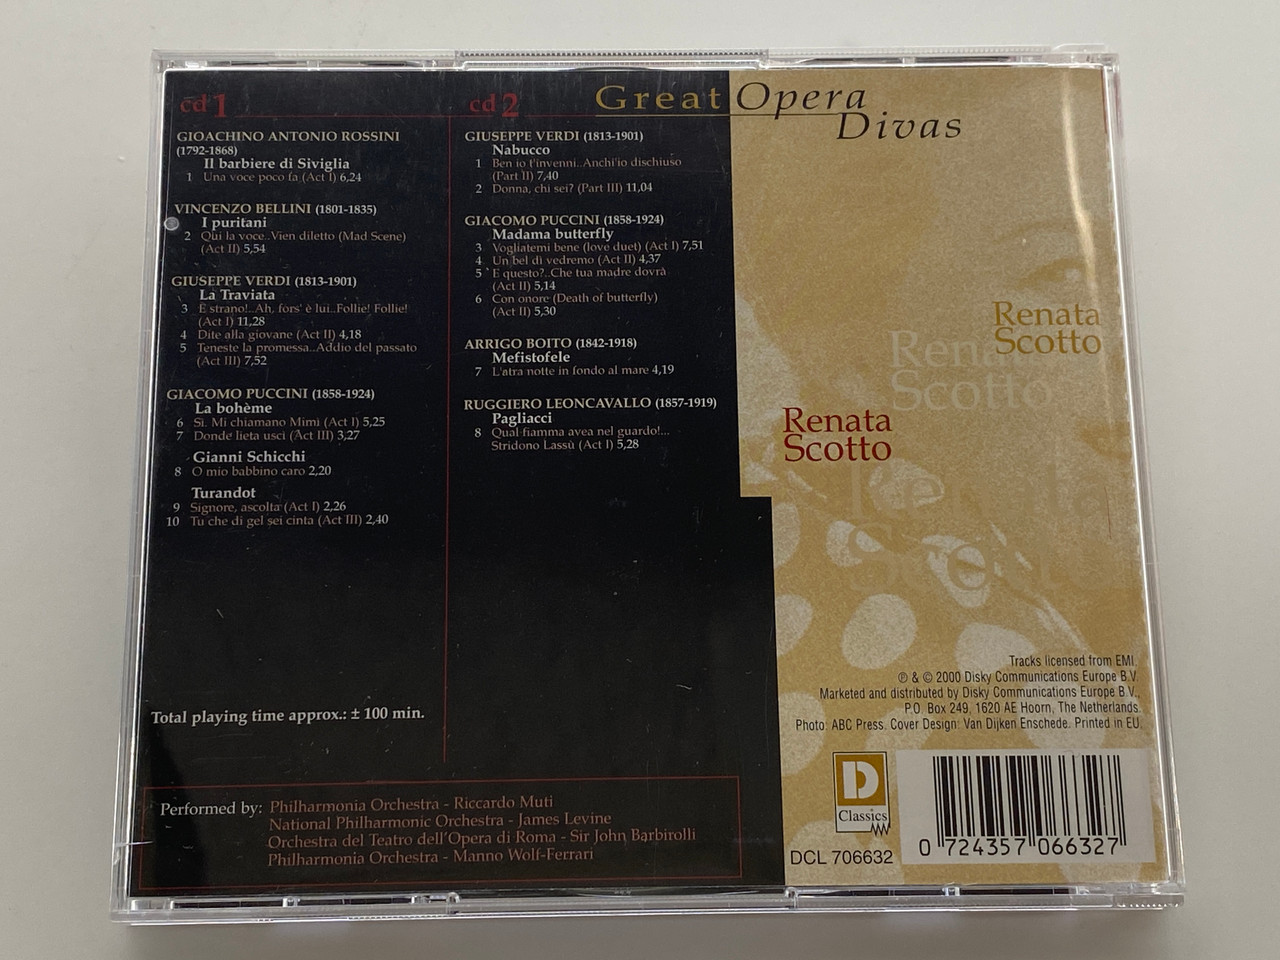 cd 1
GIOACHINO ANTONIO ROSSINI
(1792-1868)
Il barbiere di Siviglia
1 Una voce poco fa (Act I) 6,24
VINCENZO BELLINI (1801-1835)
I puritani
2 Qui la voce..Vien diletto (Mad Scene)
(Act II) 5,54
GIUSEPPE VERDI (1813-1901)
La Traviata
3 E strano!..Ah, fors' è lui..Follie! Follie!
(Act I) 11,28
4 Dite alla giovane (Act II) 4,18
5 Teneste la promessa..Addio del passato
(Act III) 7,52
GIACOMO PUCCINI (1858-1924)
La bohème
6 Si. Mi chiamano Mimi (Act I) 5,25
7 Donde lieta usci (Act III) 3,27
Gianni Schicchi
8 O mio babbino caro 2,20
Turandot
9 Signore, ascolta (Act I) 2,26
10 Tu che di gel sei cinta (Act III) 2,40
Total playing time approx.: ± 100 min.
cd 2
GIUSEPPE VERDI (1813-1901)
Nabucco
1 Ben io t'invenni..Anchi'io dischiuso
(Part II) 7,40
2 Donna, chi sei? (Part III) 11,04
GIACOMO PUCCINI (1858-1924)
Madama butterfly
3 Vogliatemi bene (love duet) (Act I) 7,51
4 Un bel di vedremo (Act II) 4,37
5 E questo?..Che tua madre dovrà
(Act II) 5,14
6 Con onore (Death of butterfly)
(Act II) 5,30
ARRIGO BOITO (1842-1918)
Mefistofele
7 L'atra notte in fondo al mare 4,19
RUGGIERO LEONCAVALLO (1857-1919)
Pagliacci
8 Qual fiamma avea nel guardo!...
Stridono Lassù (Act I) 5,28
Great Opera
Divas
Renata
Scotto
Renata
Scotto
Renata
Scotto
Performed by: Philharmonia Orchestra - Riccardo Muti
National Philharmonic Orchestra - James Levine
Orchestra del Teatro dell'Opera di Roma - Sir John Barbirolli
Philharmonia Orchestra - Manno Wolf-Ferrari
Tracks licensed from EMI.
℗ & © 2000 Disky Communications Europe B.V.
Marketed and distributed by Disky Communications Europe B.V.,
P.O. Box 249, 1620 AE Hoorn, The Netherlands.
Photo: ABC Press. Cover Design: Van Dijken Enschede. Printed in EU.
D
Classics
DCL 706632
0 724357 066327